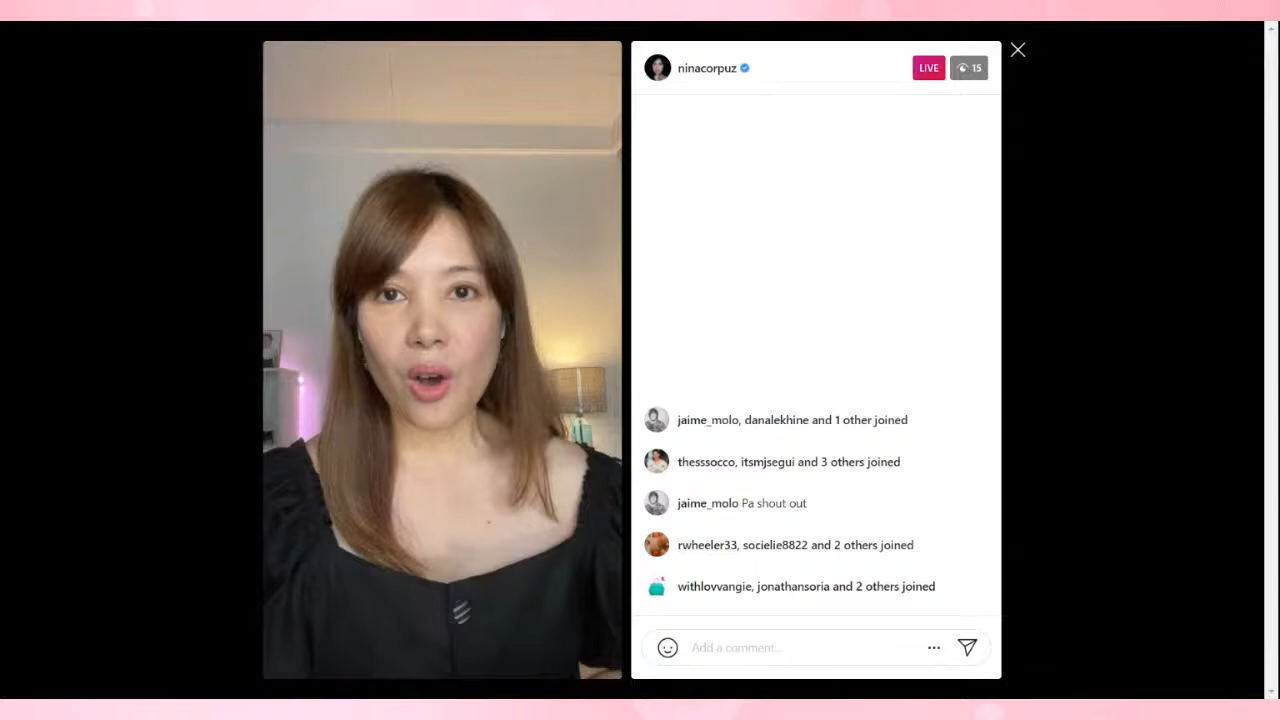 ninacorpuz
LIVE
15
jaime_molo, danalekhine and 1 other joined
thesssocco, itsmjsegui and 3 others joined
jaime_molo Pa shout out
rwheeler33, societlie8822 and 2 others joined
withlovvangie, jonathansoria and 2 others joined
Add a comment...